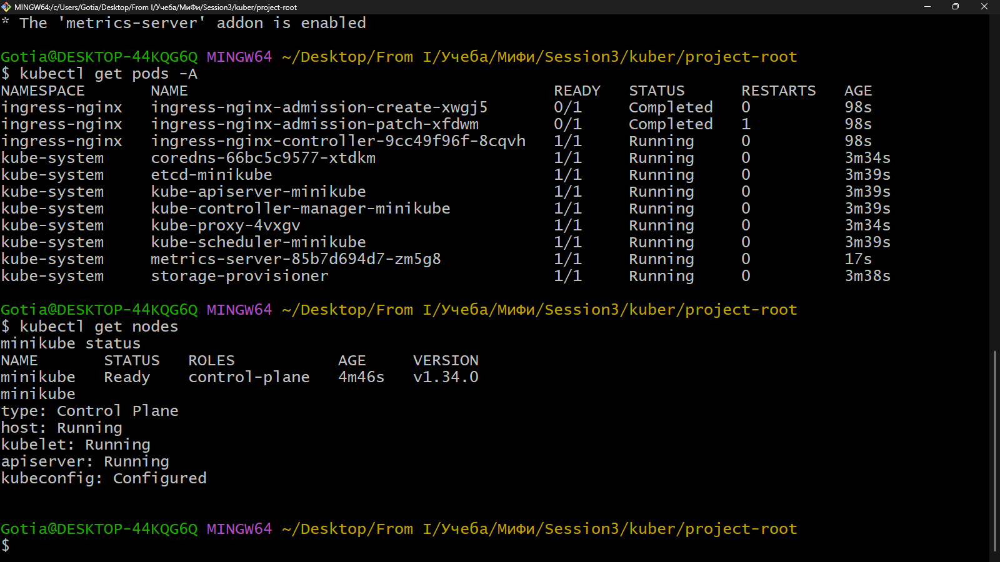 MINGW64:/c/Users/Gotia/Desktop/From I/Учеба/МиФи/Session3/kuber/project-root
* The 'metrics-server' addon is enabled
Gotia@DESKTOP-44KQG6Q MINGW64 ~/Desktop/From I/Учеба/МиФи/Session3/kuber/project-root
$ kubectl get pods -A
NAMESPACE NAME READY STATUS RESTARTS AGE
ingress-nginx ingress-nginx-admission-create-xwgj5 0/1 Completed 0 98s
ingress-nginx ingress-nginx-admission-patch-xfdwm 0/1 Completed 1 98s
ingress-nginx ingress-nginx-controller-9cc49f96f-8cqvh 1/1 Running 0 98s
kube-system coredns-66bc5c9577-xtdkm 1/1 Running 0 3m34s
kube-system etcd-minikube 1/1 Running 0 3m39s
kube-system kube-apiserver-minikube 1/1 Running 0 3m39s
kube-system kube-controller-manager-minikube 1/1 Running 0 3m39s
kube-system kube-proxy-4vxgv 1/1 Running 0 3m34s
kube-system kube-scheduler-minikube 1/1 Running 0 3m39s
kube-system metrics-server-85b7d694d7-zm5g8 1/1 Running 0 17s
kube-system storage-provisioner 1/1 Running 0 3m38s
Gotia@DESKTOP-44KQG6Q MINGW64 ~/Desktop/From I/Учеба/МиФи/Session3/kuber/project-root
$ kubectl get nodes
minikube status
NAME STATUS ROLES AGE VERSION
minikube Ready control-plane 4m46s v1.34.0
minikube
type: Control Plane
host: Running
kubelet: Running
apiserver: Running
kubeconfig: Configured
Gotia@DESKTOP-44KQG6Q MINGW64 ~/Desktop/From I/Учеба/МиФи/Session3/kuber/project-root
$